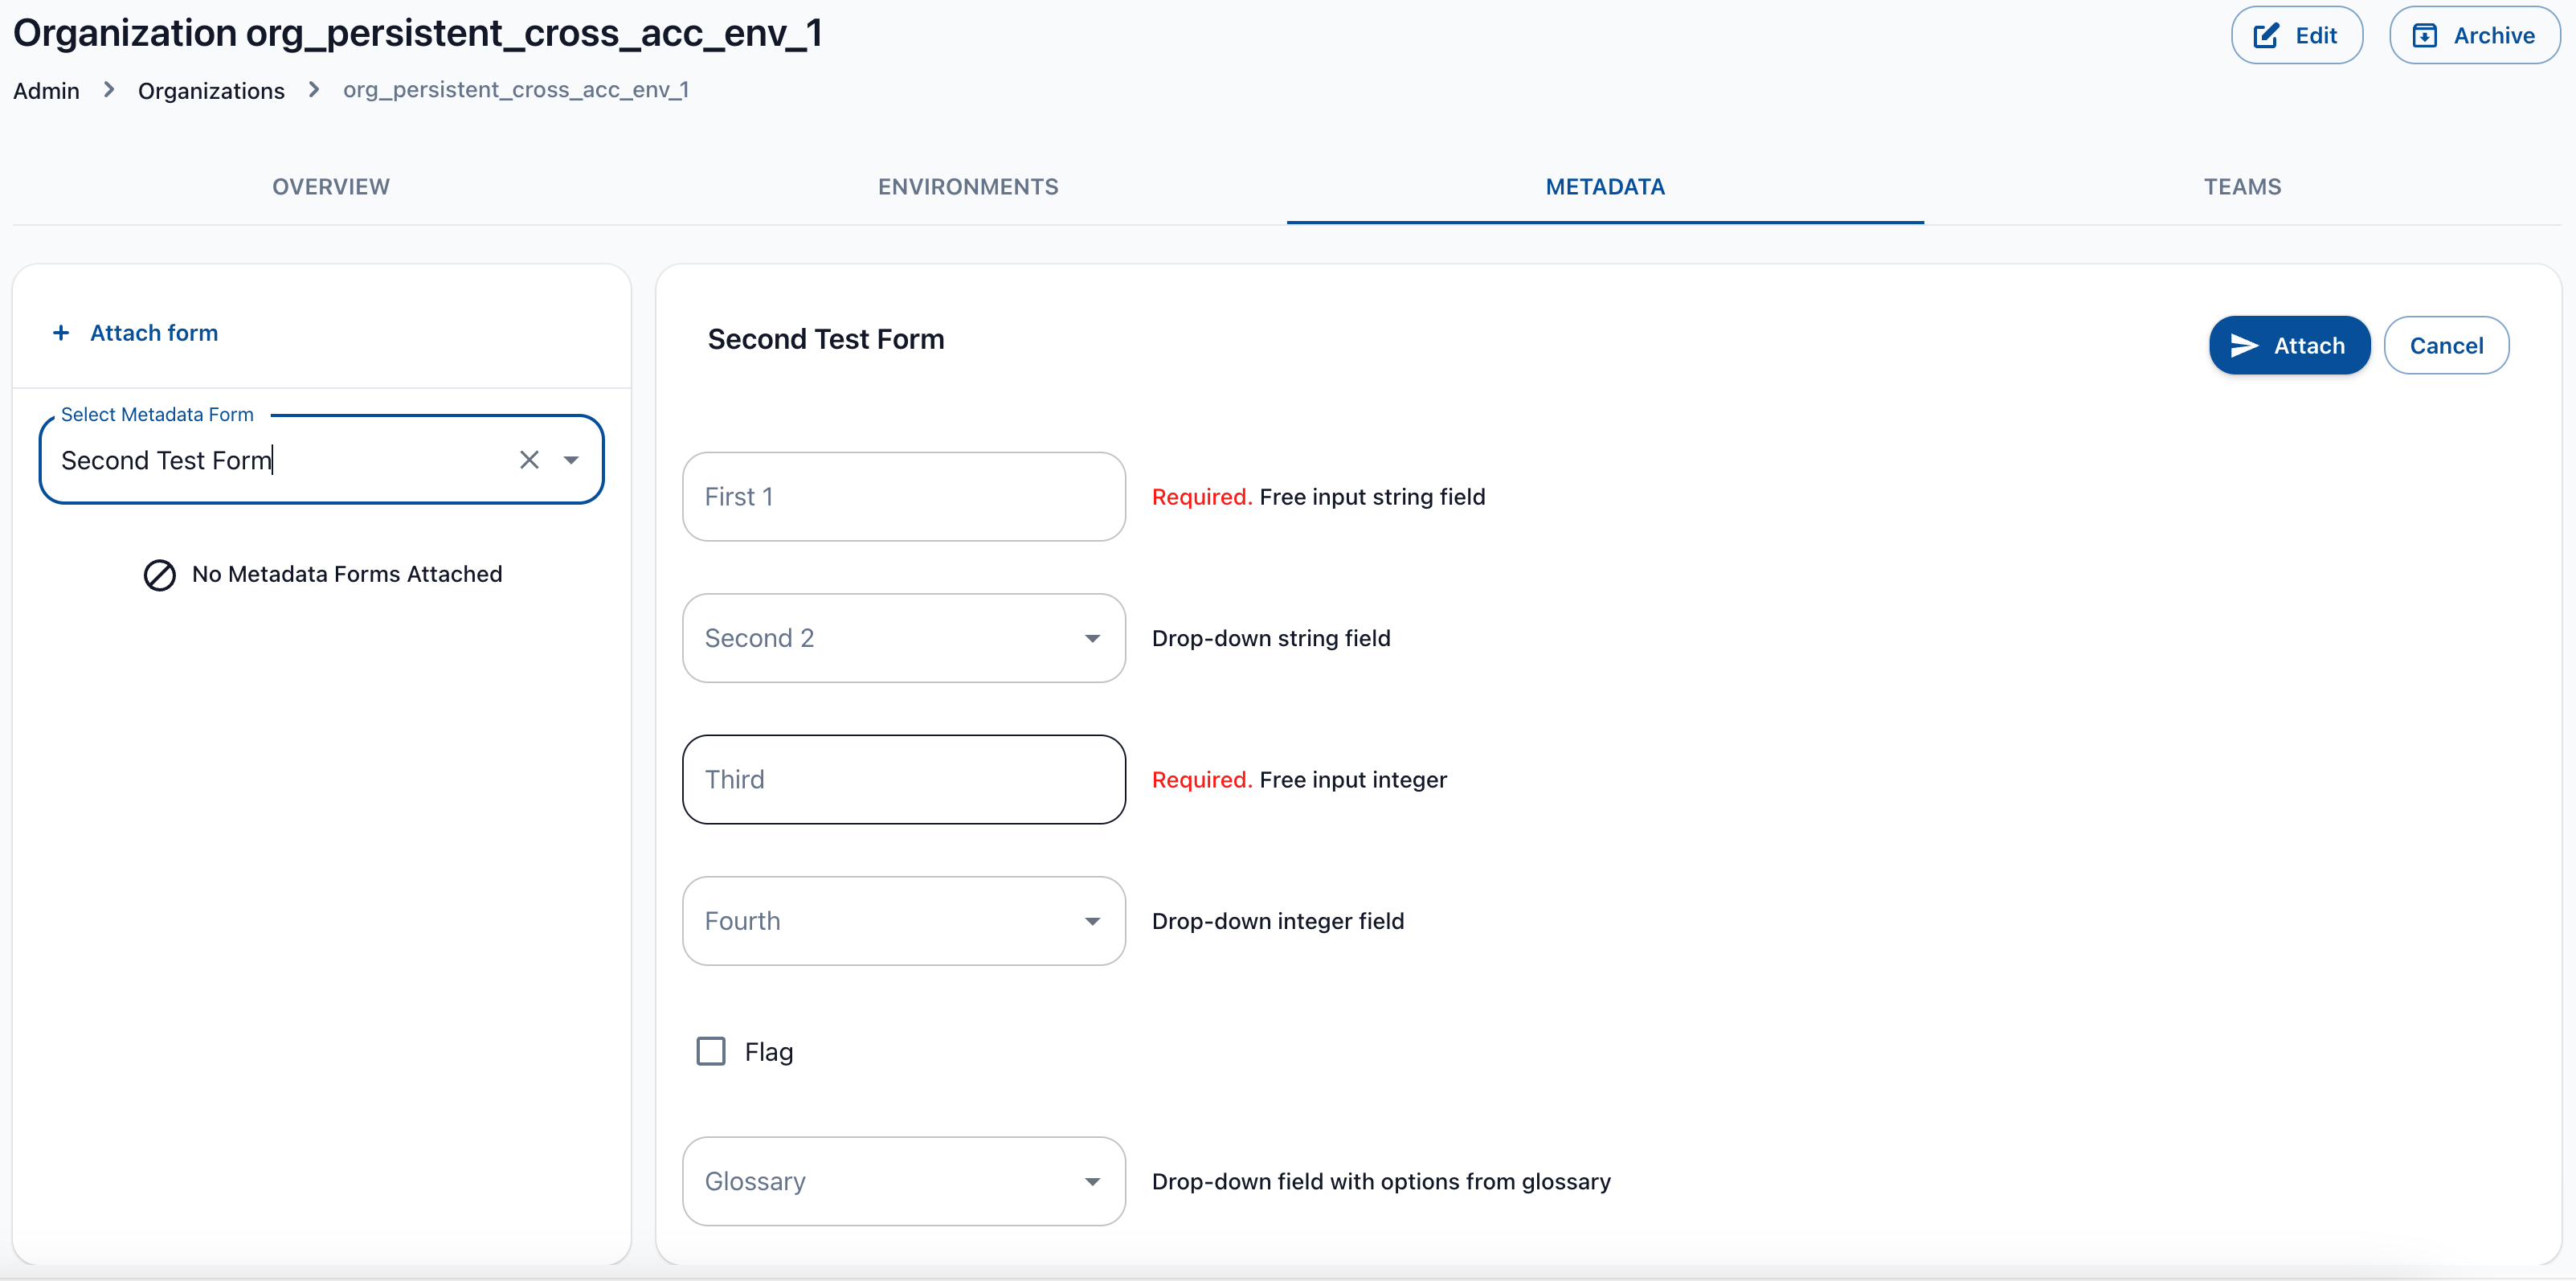 Organization org_persistent_cross_acc_env_1
Edit
Archive
Admin > Organizations > org_persistent_cross_acc_env_1
OVERVIEW
ENVIRONMENTS
METADATA
TEAMS
+ Attach form
Select Metadata Form
Second Test Form
No Metadata Forms Attached
Second Test Form
Attach
Cancel
First 1
Required. Free input string field
Second 2
Drop-down string field
Third
Required. Free input integer
Fourth
Drop-down integer field
Flag
Glossary
Drop-down field with options from glossary